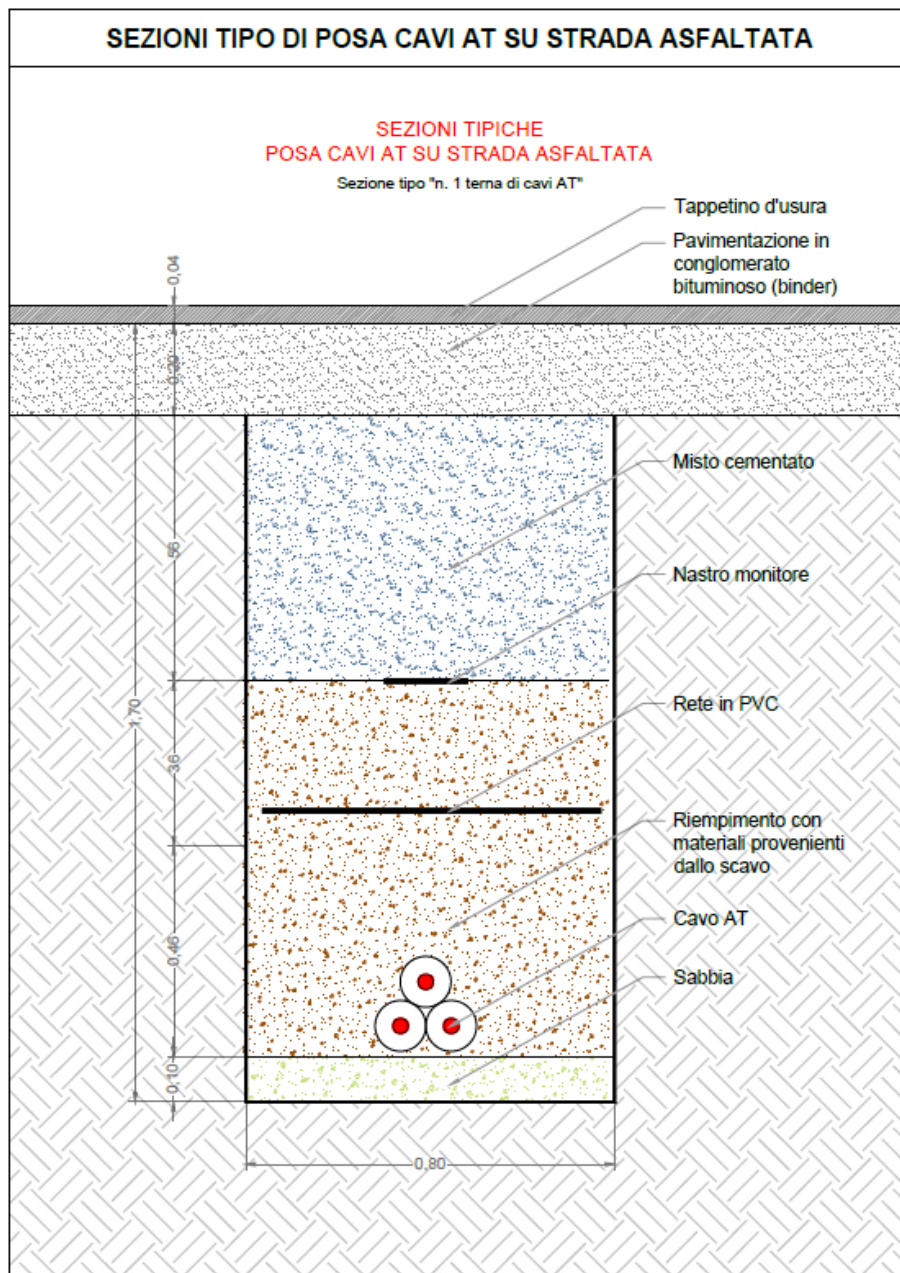 SEZIONI TIPO DI POSA CAVI AT SU STRADA ASFALTATA
SEZIONI TIPICHE
POSA CAVI AT SU STRADA ASFALTATA
Sezione tipo "n. 1 terna di cavi AT"
Tappetino d'usura
Pavimentazione in
conglomerato
bituminoso (binder)
0,04
0,20
Misto cementato
Nastro monitore
Rete in PVC
1,70
36
Riempimento con
materiali provenienti
dallo scavo
Cavo AT
0,46
Sabbia
0,10
0,80